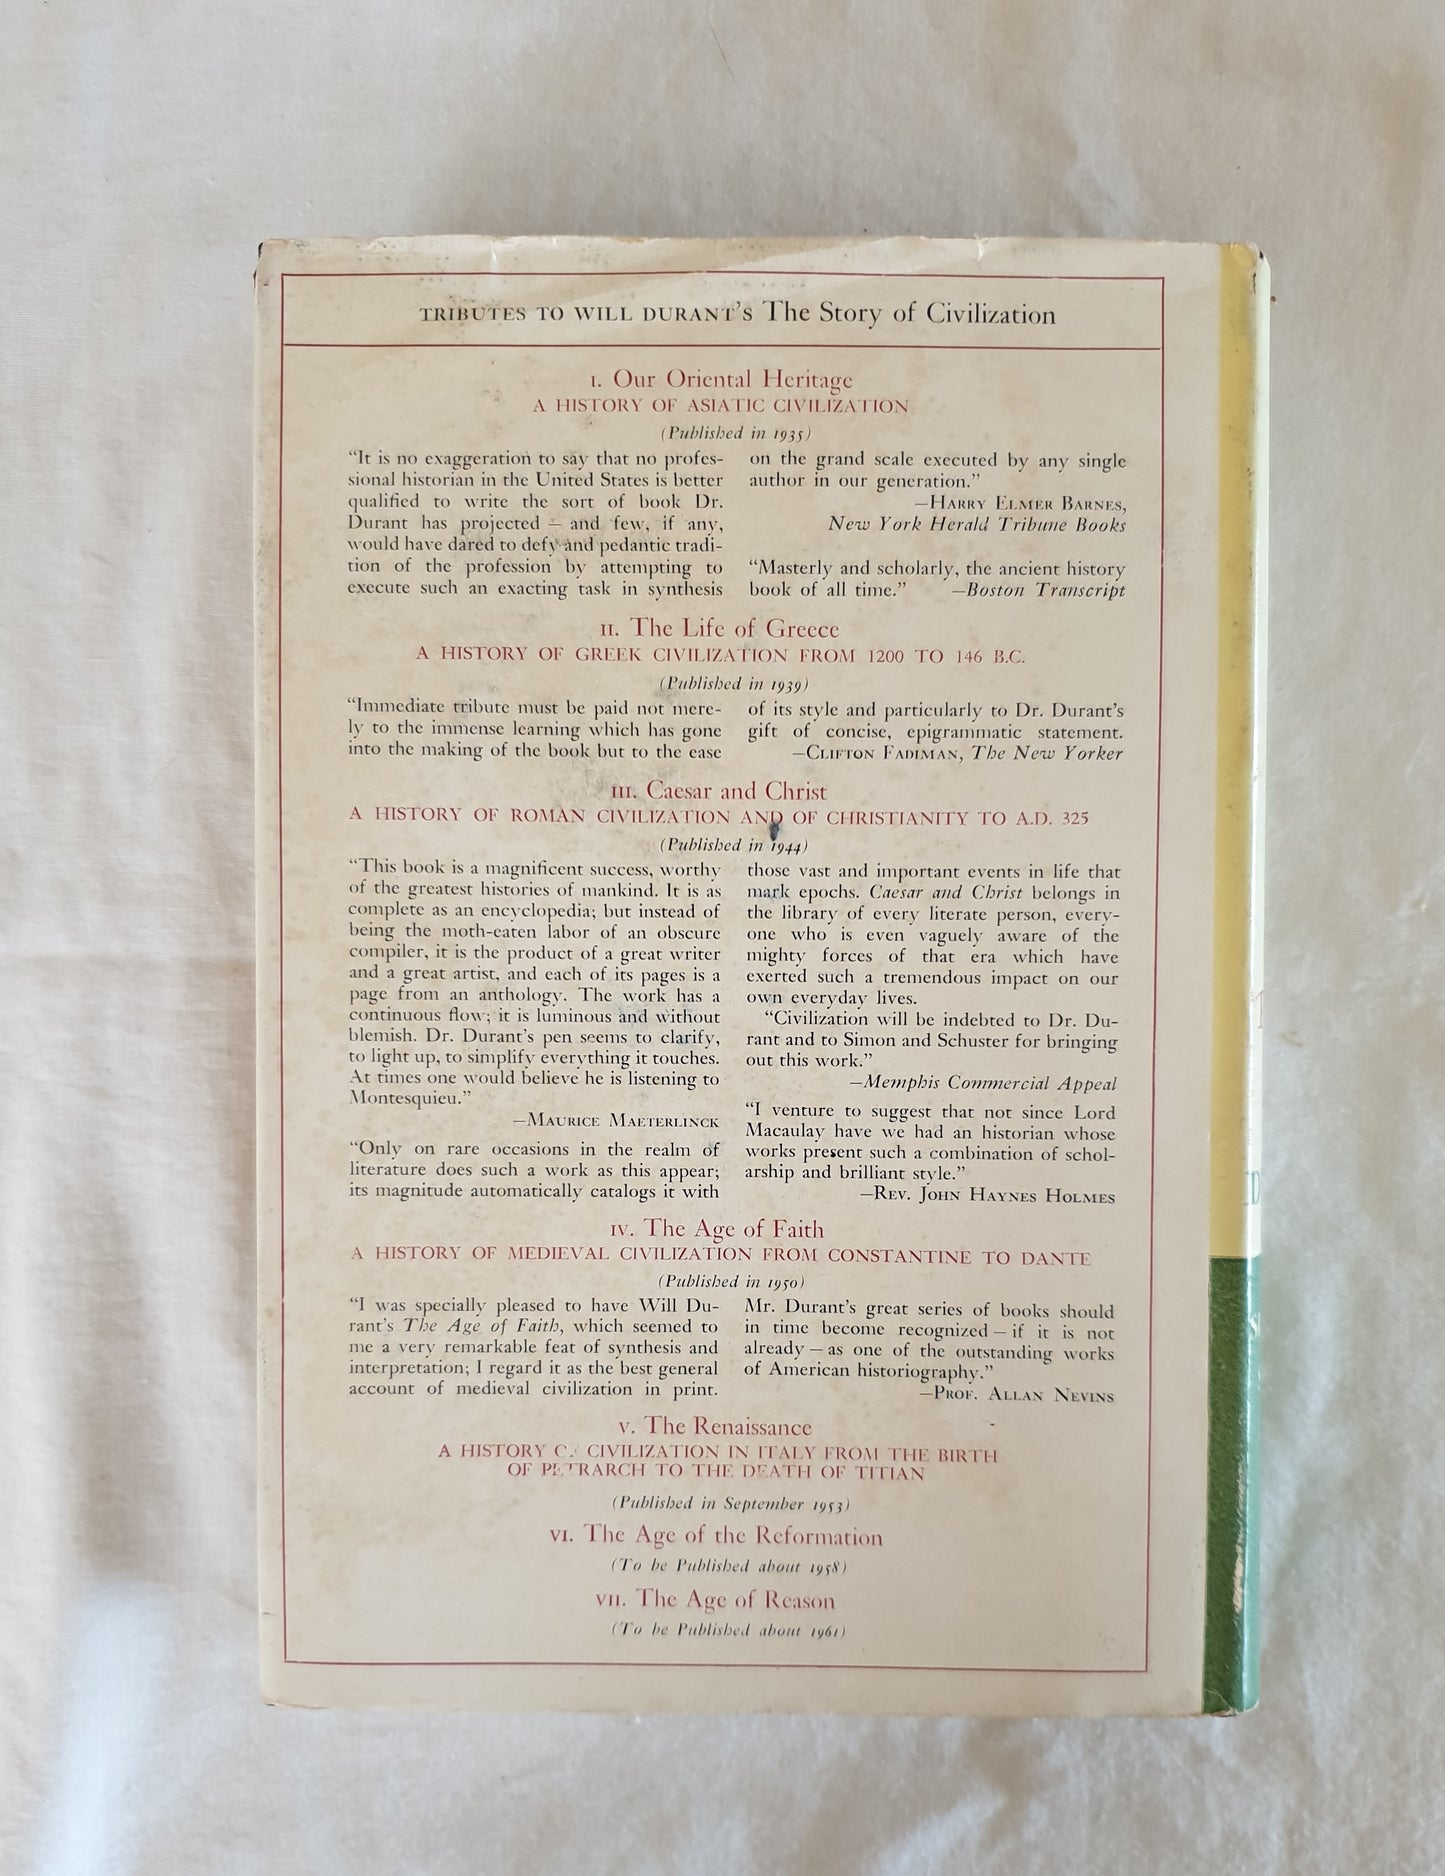 TRIBUTES TO WILL DURANT'S The Story of Civilization
I. Our Oriental Heritage
A HISTORY OF ASIATIC CIVILIZATION
(Published in 1935)
"It is no exaggeration to say that no profes-
sional historian in the United States is better
qualified to write the sort of book Dr.
Durant has projected — and few, if any,
would have dared to defy and pedantic tradi-
tion of the profession by attempting to
execute such an exacting task in synthesis
on the grand scale executed by any single
author in our generation."
—HARRY ELMER BARNES,
New York Herald Tribune Books
"Masterly and scholarly, the ancient history
book of all time." —Boston Transcript
II. The Life of Greece
A HISTORY OF GREEK CIVILIZATION FROM 1200 TO 146 B.C.
(Published in 1939)
"Immediate tribute must be paid not mere-
ly to the immense learning which has gone
into the making of the book but to the ease
of its style and particularly to Dr. Durant's
gift of concise, epigrammatic statement.
—CLIFTON FADIMAN, The New Yorker
III. Caesar and Christ
A HISTORY OF ROMAN CIVILIZATION AND OF CHRISTIANITY TO A.D. 325
(Published in 1944)
"This book is a magnificent success, worthy
of the greatest histories of mankind. It is as
complete as an encyclopedia; but instead of
being the moth-eaten labor of an obscure
compiler, it is the product of a great writer
and a great artist, and each of its pages is a
page from an anthology. The work has a
continuous flow; it is luminous and without
blemish. Dr. Durant's pen seems to clarify,
to light up, to simplify everything it touches.
At times one would believe he is listening to
Montesquieu."
—MAURICE MAETERLINCK
"Only on rare occasions in the realm of
literature does such a work as this appear;
its magnitude automatically catalogs it with
those vast and important events in life that
mark epochs. Caesar and Christ belongs in
the library of every literate person, every-
one who is even vaguely aware of the
mighty forces of that era which have
exerted such a tremendous impact on our
own everyday lives.
"Civilization will be indebted to Dr. Du-
rant and to Simon and Schuster for bringing
out this work."
—Memphis Commercial Appeal
"I venture to suggest that not since Lord
Macaulay have we had an historian whose
works present such a combination of schol-
arship and brilliant style."
—REV. JOHN HAYNES HOLMES
IV. The Age of Faith
A HISTORY OF MEDIEVAL CIVILIZATION FROM CONSTANTINE TO DANTE
(Published in 1950)
"I was specially pleased to have Will Du-
rant's The Age of Faith, which seemed to
me a very remarkable feat of synthesis and
interpretation; I regard it as the best general
account of medieval civilization in print.
Mr. Durant's great series of books should
in time become recognized — if it is not
already — as one of the outstanding works
of American historiography."
—PROF. ALLAN NEVINS
V. The Renaissance
A HISTORY OF CIVILIZATION IN ITALY FROM THE BIRTH
OF PETRARCH TO THE DEATH OF TITIAN
(Published in September 1953)
VI. The Age of the Reformation
(To be Published about 1958)
VII. The Age of Reason
(To be Published about 1961)